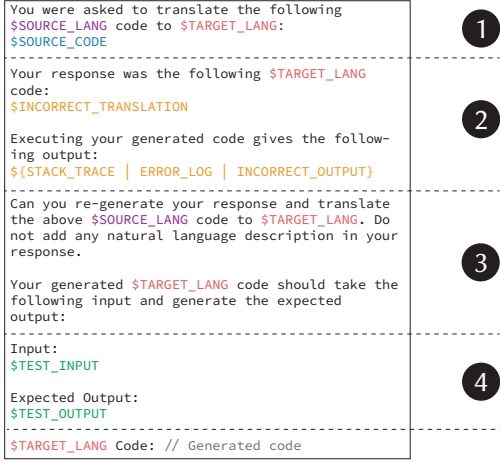 You were asked to translate the following
$SOURCE_LANG code to $TARGET_LANG:
$SOURCE_CODE
1
Your response was the following $TARGET_LANG
code:
$INCORRECT_TRANSLATION
Executing your generated code gives the follow-
ing output:
${STACK_TRACE | ERROR_LOG | INCORRECT_OUTPUT}
2
Can you re-generate your response and translate
the above $SOURCE_LANG code to $TARGET_LANG. Do
not add any natural language description in your
response.
Your generated $TARGET_LANG code should take the
following input and generate the expected
output:
3
Input:
$TEST_INPUT
Expected Output:
$TEST_OUTPUT
4
$TARGET_LANG Code: // Generated code